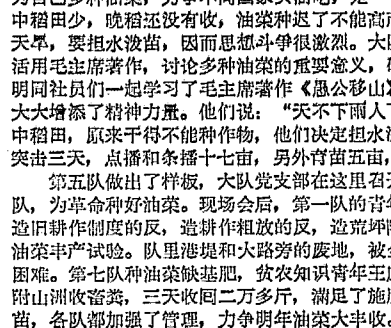 中稻田少，晚稻还没有收，油菜种迟了不能高
天旱，要担水泼苗，因而思想斗争很激烈。大
活用毛主席著作，讨论多种油菜的重要意义，
明同社员们一起学习了毛主席著作《愚公移山》
大大增添了精神力量。他们说：“天不下雨人
中稻田，原来干得不能种作物，他们决定担水
突击三天，点播和条播十七亩，另外育苗五亩，
第五队做出了样板，大队党支部在这里召
队，为革命种好油菜。现场会后，第一队的青
造旧耕作制度的反，造耕作粗放的反，造荒坪
油菜丰产试验。队里港堤和大路旁的废地，被
困难。第七队种油菜缺基肥，贫农知识青年王
附山洲收畜粪，三天收回二万多斤，满足了施
苗，各队都加强了管理，力争明年油菜大丰收